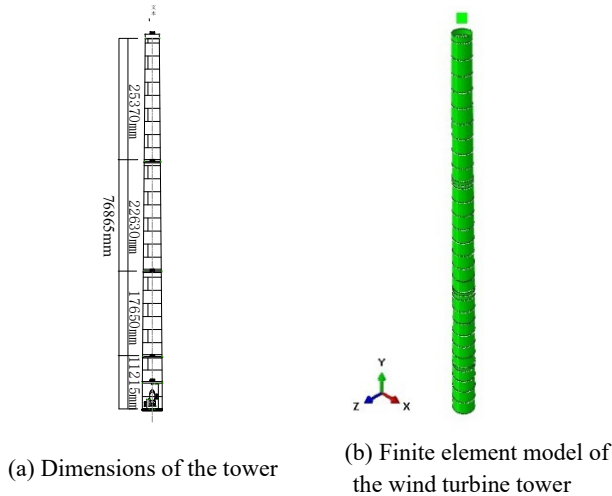 25370mm
22630mm
76865mm
17650mm
11215mm
Y
Z
X
(a) Dimensions of the tower
(b) Finite element model of
the wind turbine tower